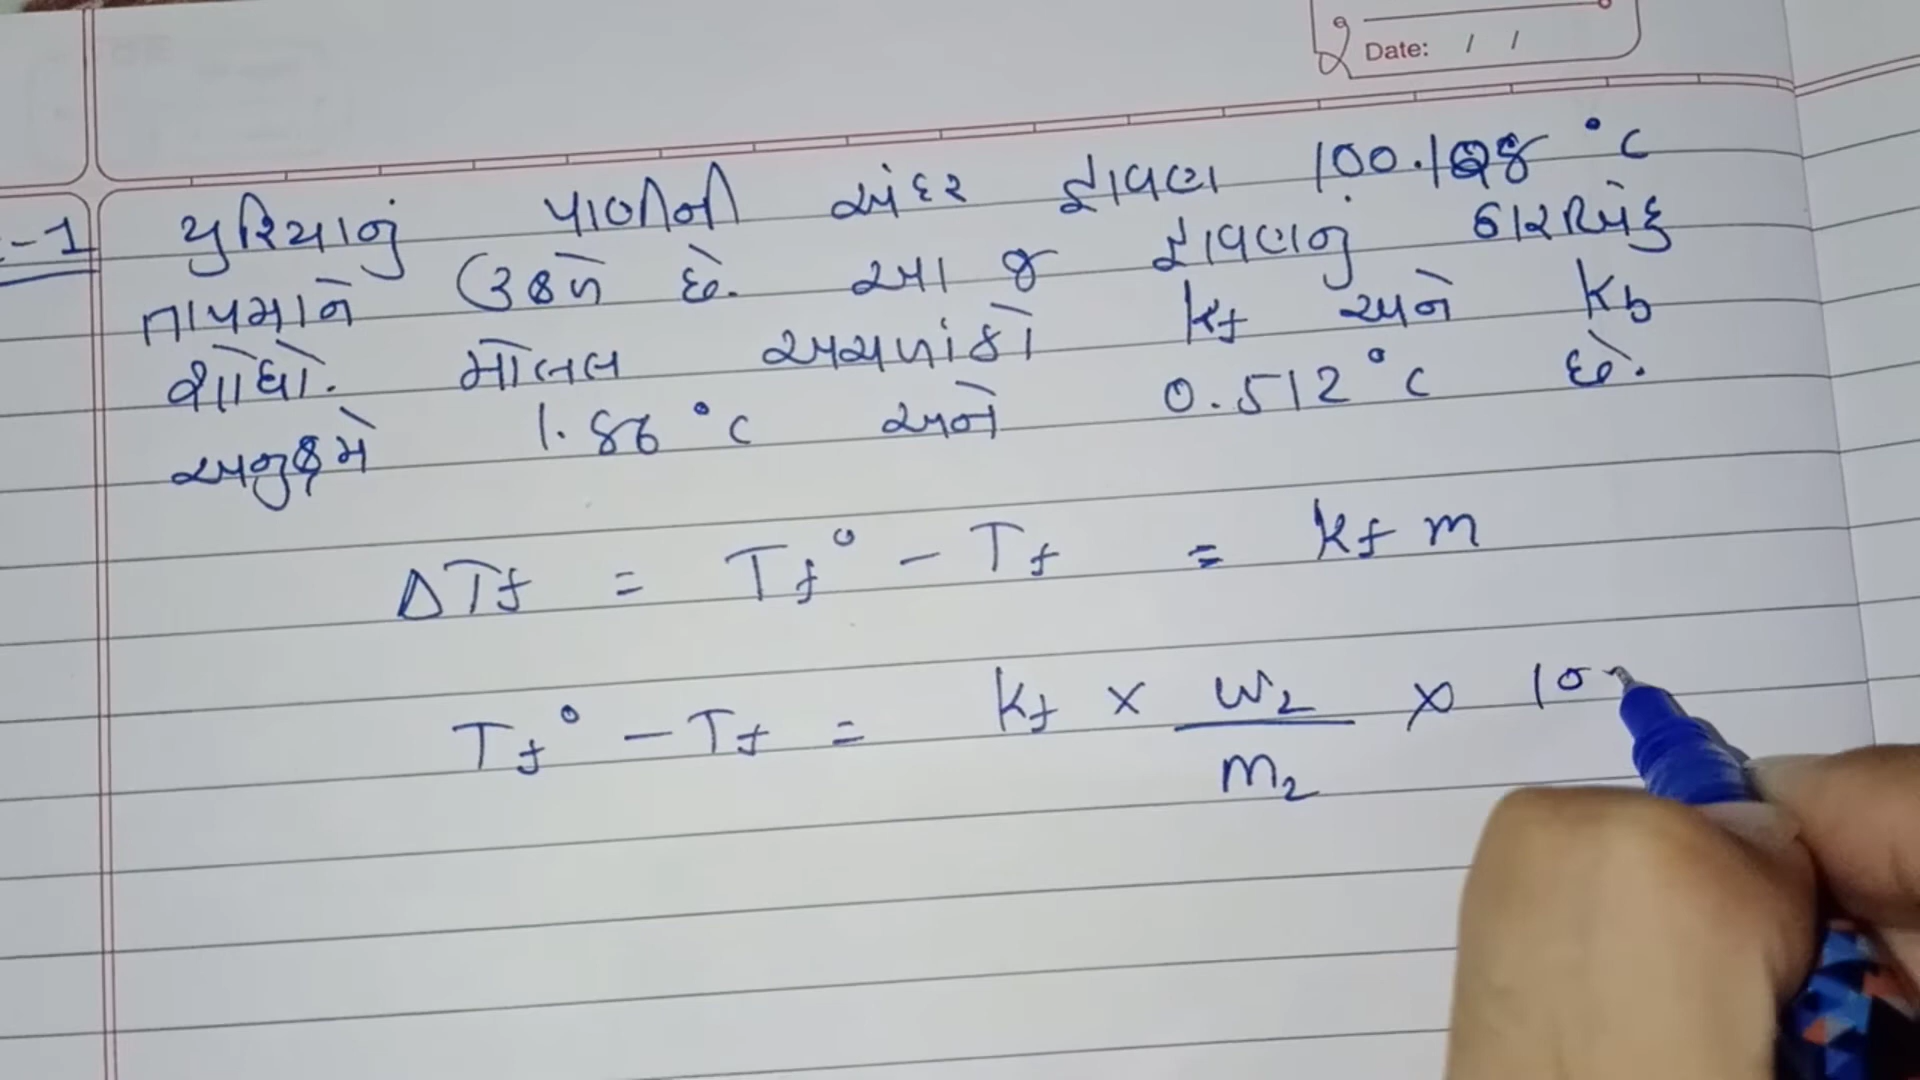 Date: / /
-1 યુરિયાનું પાણીની અંદર દ્રાવણ 100.128 °C
તાપમાને ઉકળે છે. આ જ દ્રાવણનું ઠારબિંદુ
શોધો. મોલલ અચળાંકો kf અને kb
અનુક્રમે 1.86 °C અને 0.512 °C છે.
ΔTf = Tf° - Tf = kf m
Tf° - Tf = kf × w2 / m2 × 10